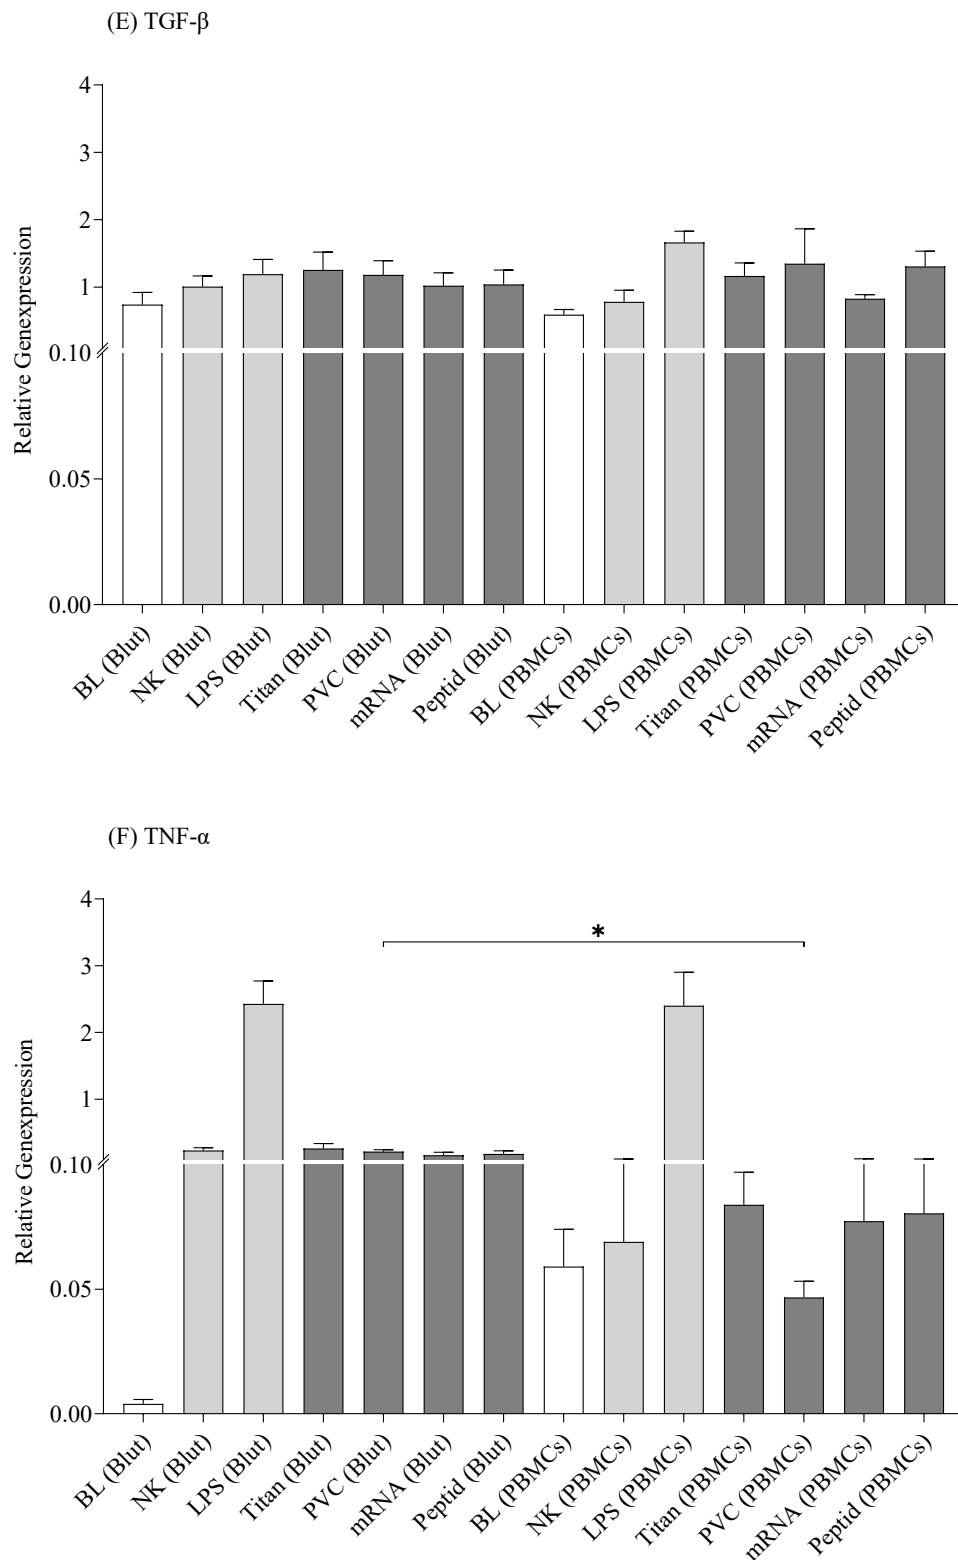 (E) TGF-β
4
3
2
1
0.10
0.05
0.00
Relative Genexpression
BL (Blut)
NK (Blut)
LPS (Blut)
Titan (Blut)
PVC (Blut)
mRNA (Blut)
Peptid (Blut)
BL (PBMCs)
NK (PBMCs)
LPS (PBMCs)
Titan (PBMCs)
PVC (PBMCs)
mRNA (PBMCs)
Peptid (PBMCs)
(F) TNF-α
4
3
2
1
0.10
0.05
0.00
Relative Genexpression
*
BL (Blut)
NK (Blut)
LPS (Blut)
Titan (Blut)
PVC (Blut)
mRNA (Blut)
Peptid (Blut)
BL (PBMCs)
NK (PBMCs)
LPS (PBMCs)
Titan (PBMCs)
PVC (PBMCs)
mRNA (PBMCs)
Peptid (PBMCs)